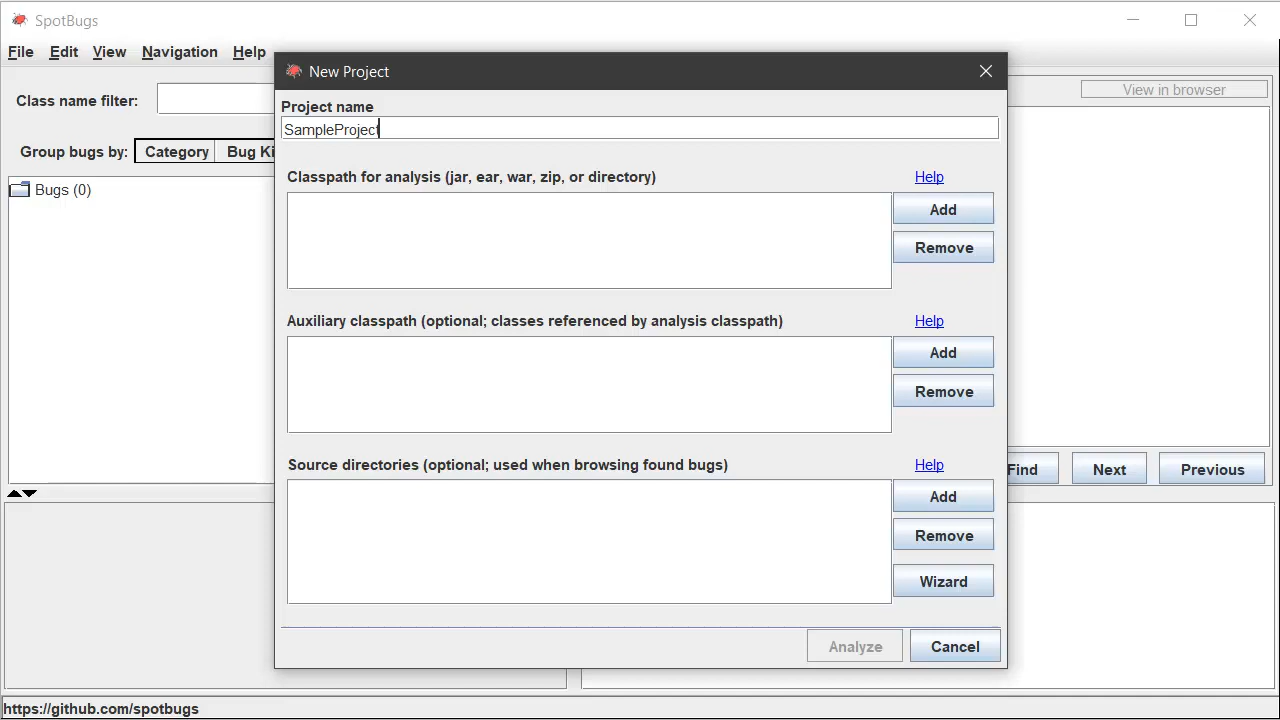 SpotBugs
File Edit View Navigation Help
New Project
Class name filter:
View in browser
Project name
SampleProject
Group bugs by: Category Bug Ki
Classpath for analysis (jar, ear, war, zip, or directory) Help
Bugs (0)
Add
Remove
Auxiliary classpath (optional; classes referenced by analysis classpath) Help
Add
Remove
Source directories (optional; used when browsing found bugs) Help
Find Next Previous
Add
Remove
Wizard
Analyze Cancel
https://github.com/spotbugs